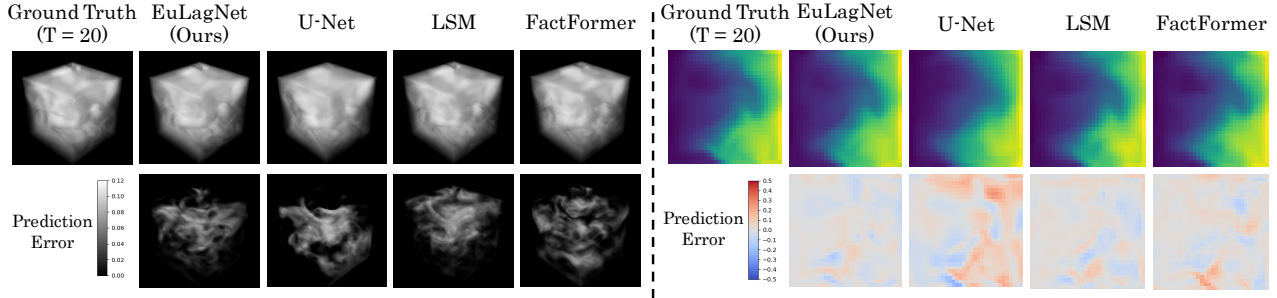 Ground Truth
(T = 20)
EuLagNet
(Ours)
U-Net
LSM
FactFormer
Ground Truth
(T = 20)
EuLagNet
(Ours)
U-Net
LSM
FactFormer
Prediction
Error
0.12
0.10
0.08
0.06
0.04
0.02
0.00
Prediction
Error
0.5
0.4
0.3
0.2
0.1
0.0
−0.1
−0.2
−0.3
−0.4
−0.5